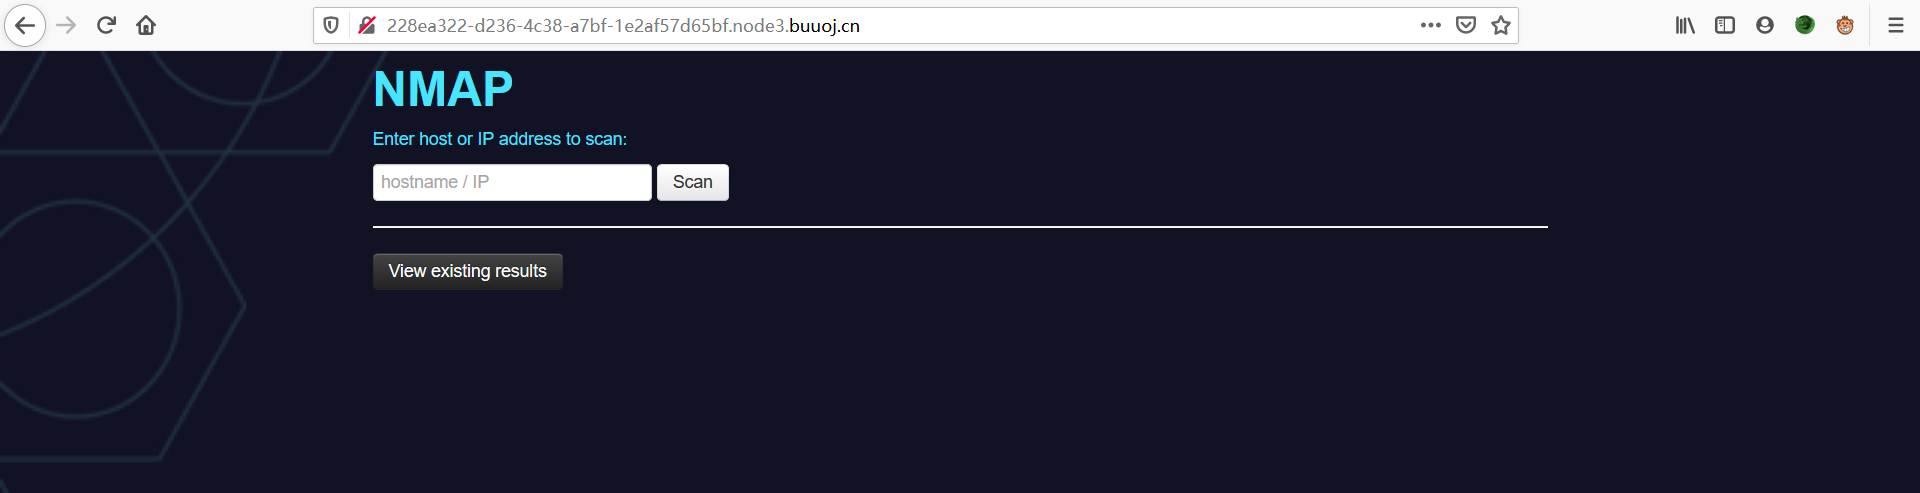 228ea322-d236-4c38-a7bf-1e2af57d65bf.node3.buuoj.cn
NMAP
Enter host or IP address to scan:
hostname / IP Scan
View existing results